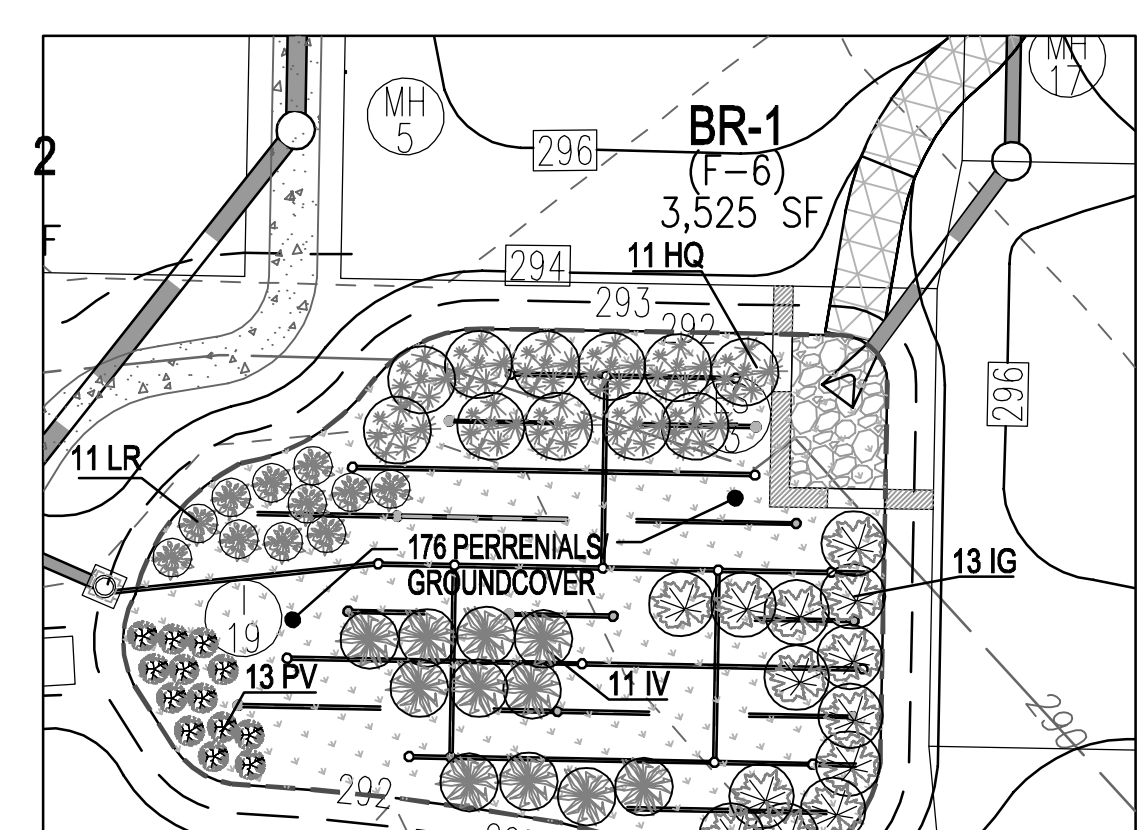 MH
5
MH
17
BR-1
(F-6)
3,525 SF
2
F
296
294
11 HQ
293
292
296
11 LR
176 PERRENIALS/
GROUNDCOVER
13 IG
I
19
13 PV
11 IV
290
292